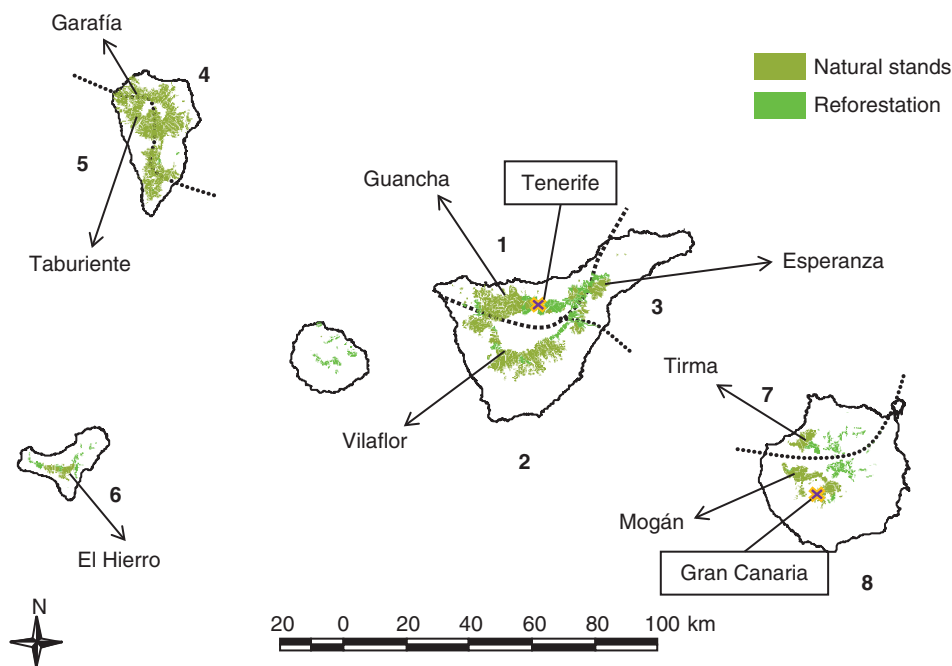 Garafía
4
Natural stands
Reforestation
5
Guancha
Tenerife
Taburiente
1
Esperanza
3
Tirma
7
Vilaflor
2
6
Mogán
El Hierro
Gran Canaria
8
N
20 0 20 40 60 80 100 km